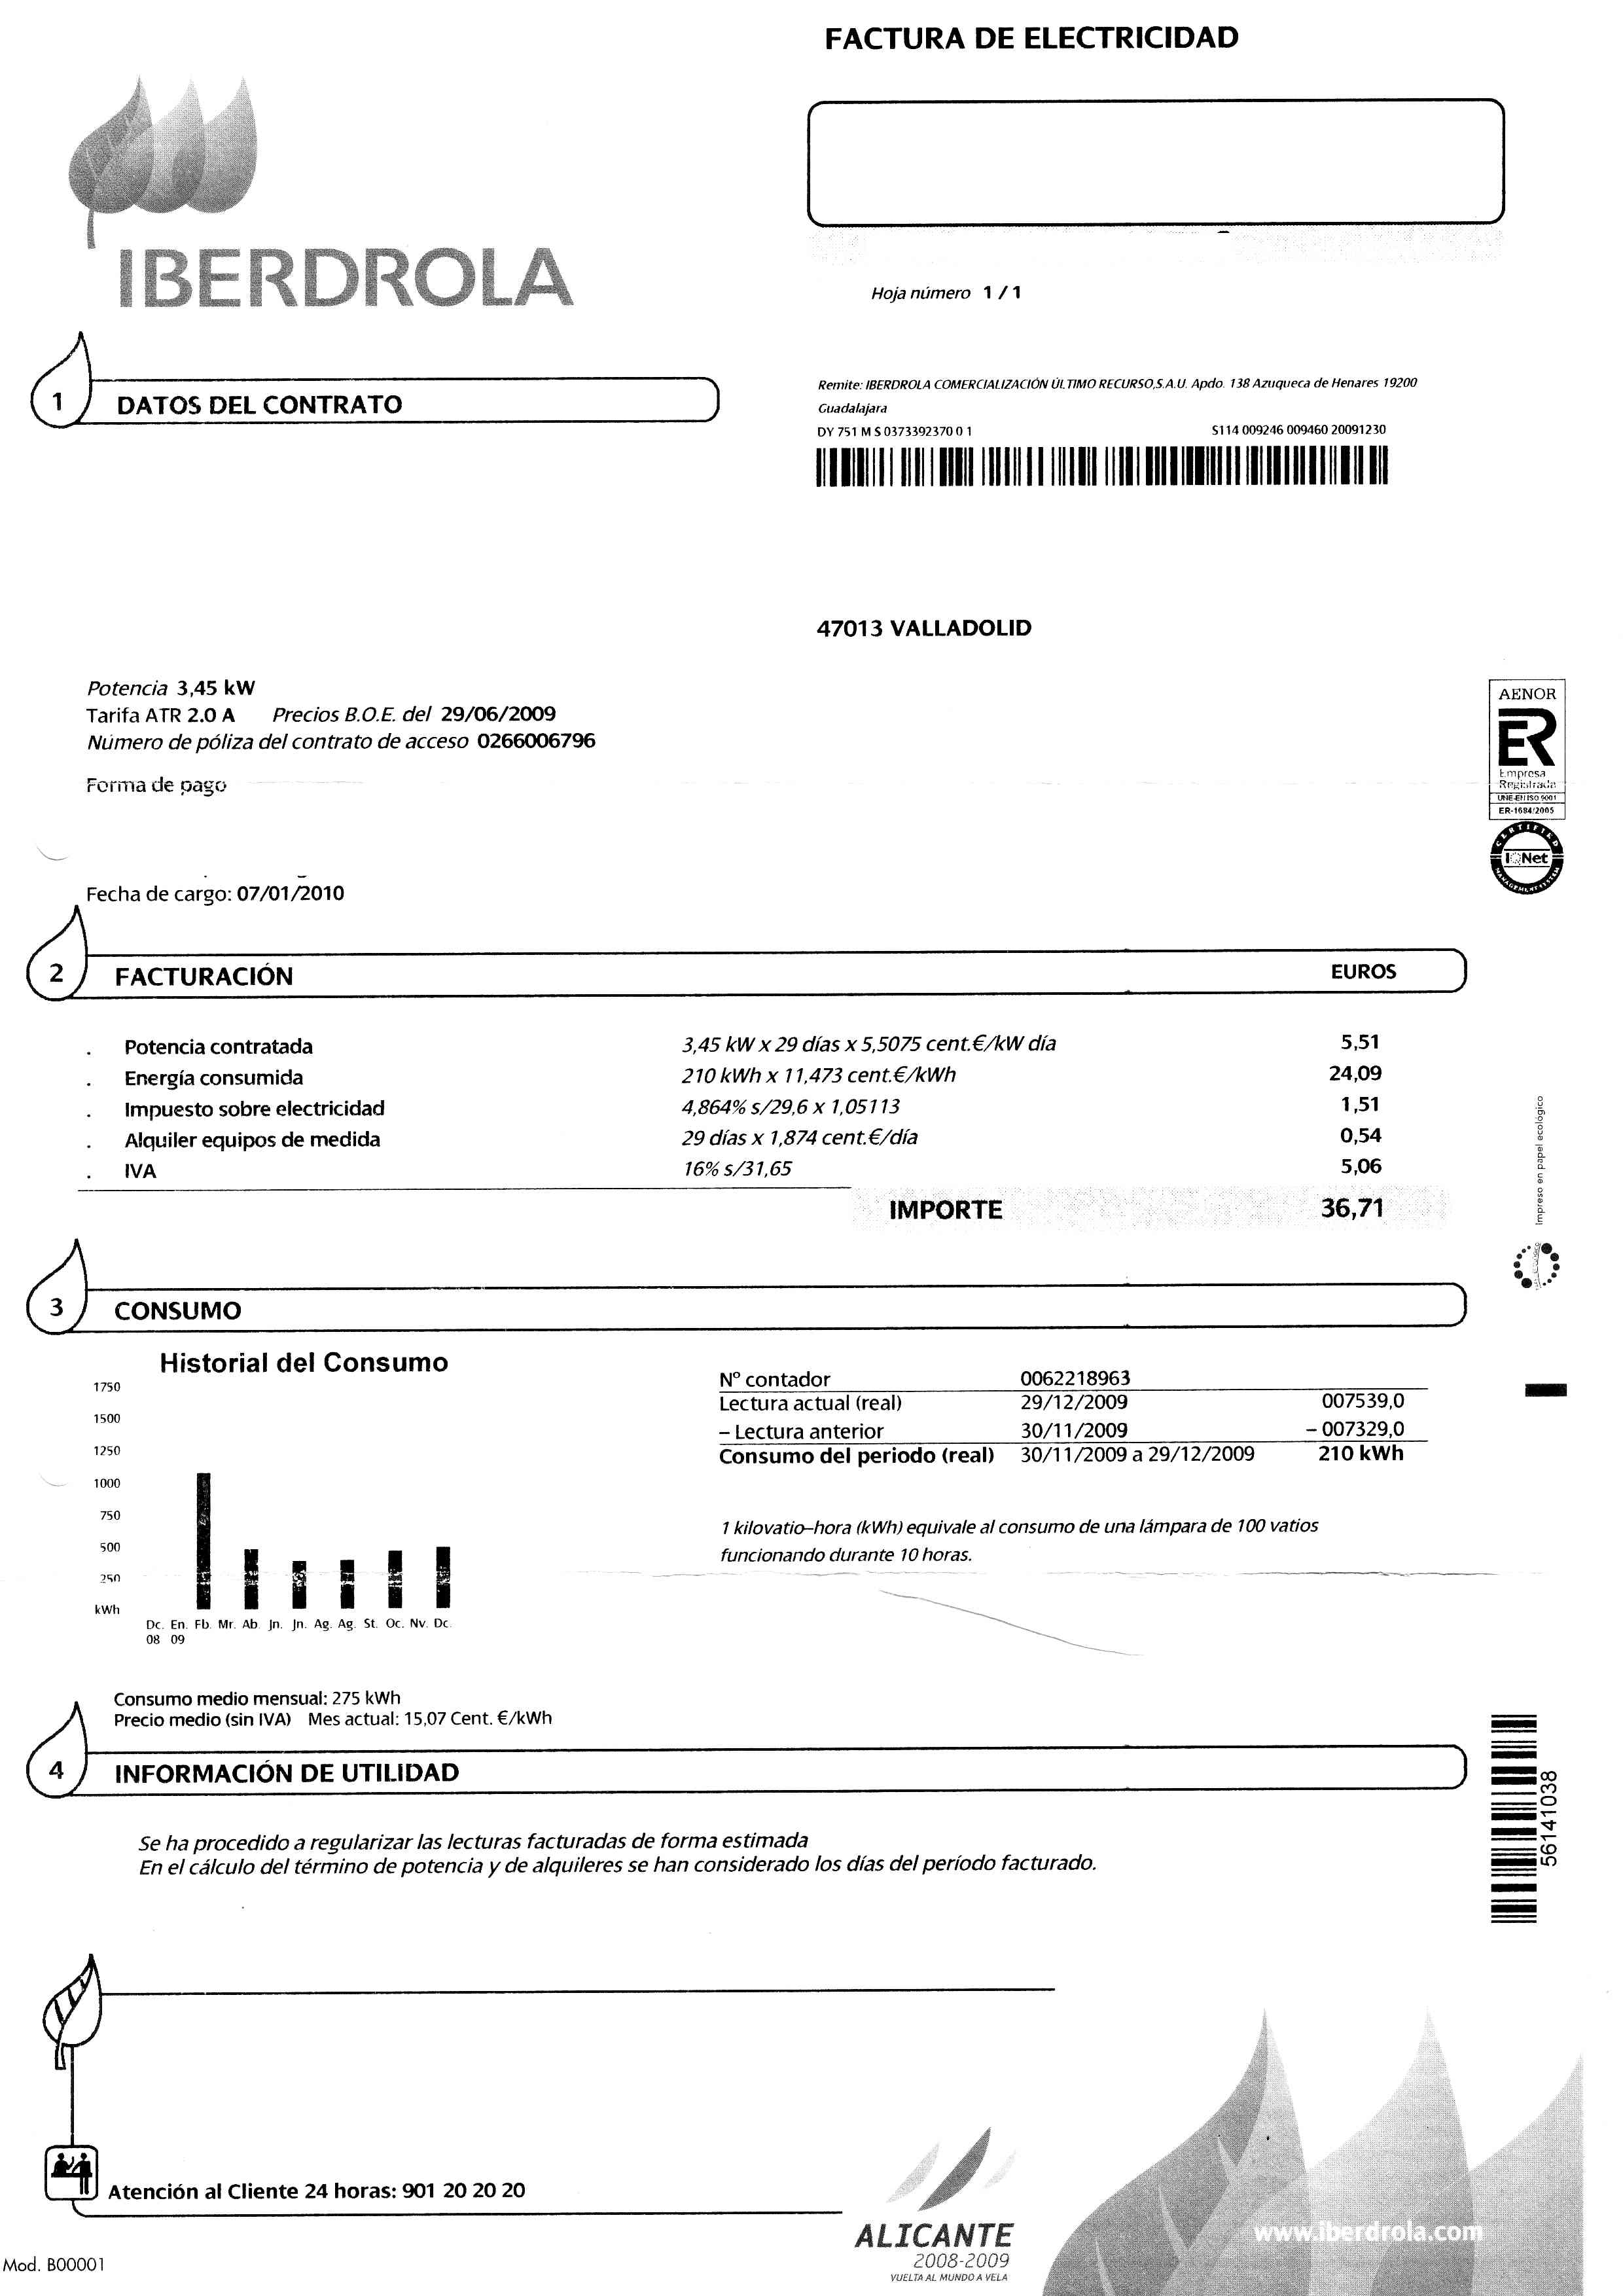 FACTURA DE ELECTRICIDAD
IBERDROLA
Hoja número 1 / 1
1 DATOS DEL CONTRATO
Remite: IBERDROLA COMERCIALIZACIÓN ÚLTIMO RECURSO,S.A.U. Apdo. 138 Azuqueca de Henares 19200
Guadalajara
DY 751 M S 0373392370 0 1 S114 009246 009460 20091230
47013 VALLADOLID
Potencia 3,45 kW
Tarifa ATR 2.0 A Precios B.O.E. del 29/06/2009
Número de póliza del contrato de acceso 0266006796
Forma de pago
Fecha de cargo: 07/01/2010
AENOR
ER
Empresa
Registrada
UNE-EN ISO 9001
ER-1684/2005
CERTIFIED
IQNet
MANAGEMENT SYSTEM
2 FACTURACIÓN EUROS
. Potencia contratada 3,45 kW x 29 días x 5,5075 cent.€/kW día 5,51
. Energía consumida 210 kWh x 11,473 cent.€/kWh 24,09
. Impuesto sobre electricidad 4,864% s/29,6 x 1,05113 1,51
. Alquiler equipos de medida 29 días x 1,874 cent.€/día 0,54
. IVA 16% s/31,65 5,06
IMPORTE 36,71
Impreso en papel ecológico
3 CONSUMO
Historial del Consumo
1750
1500
1250
1000
750
500
250
kWh
Dc. En. Fb. Mr. Ab. Jn. Jn. Ag. Ag. St. Oc. Nv. Dc.
08 09
Nº contador 0062218963
Lectura actual (real) 29/12/2009 007539,0
– Lectura anterior 30/11/2009 – 007329,0
Consumo del periodo (real) 30/11/2009 a 29/12/2009 210 kWh
1 kilovatio–hora (kWh) equivale al consumo de una lámpara de 100 vatios
funcionando durante 10 horas.
Consumo medio mensual: 275 kWh
Precio medio (sin IVA) Mes actual: 15,07 Cent. €/kWh
4 INFORMACIÓN DE UTILIDAD
Se ha procedido a regularizar las lecturas facturadas de forma estimada
En el cálculo del término de potencia y de alquileres se han considerado los días del período facturado.
56141038
Atención al Cliente 24 horas: 901 20 20 20
ALICANTE
2008-2009
VUELTA AL MUNDO A VELA
www.iberdrola.com
Mod. B00001